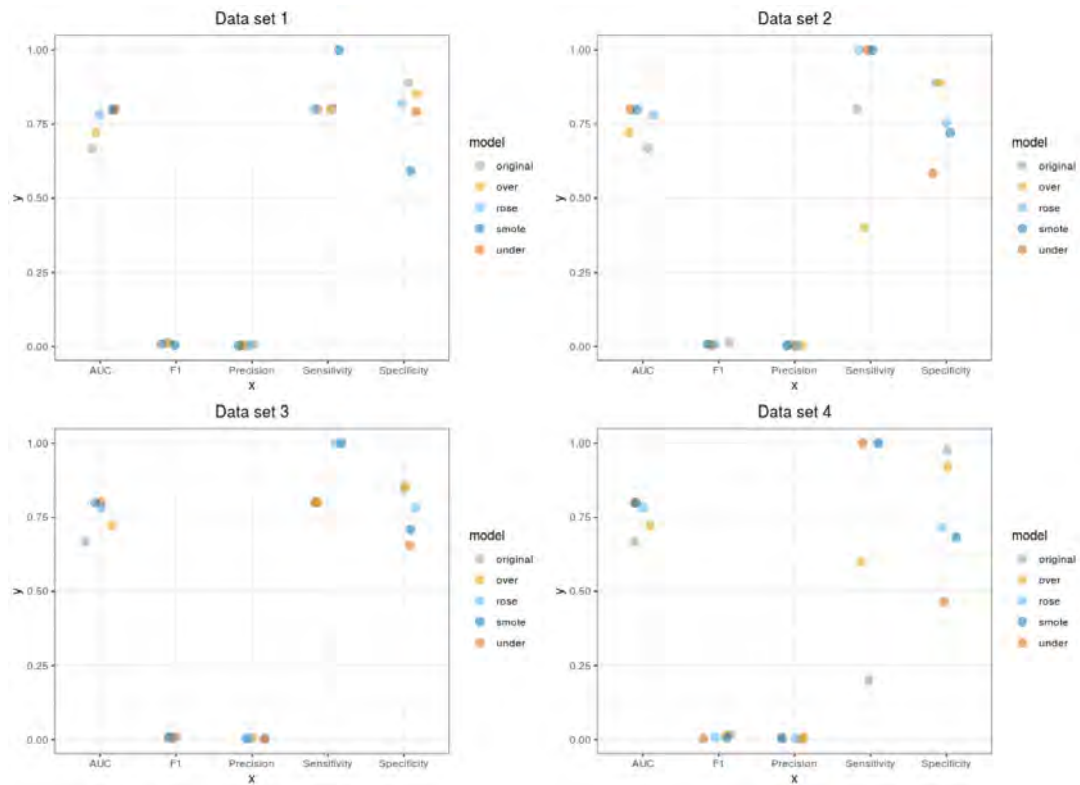 Data set 1
1.00
0.75
0.50
0.25
0.00
y
AUC F1 Precision Sensitivity Specificity
x
model
original
over
rose
smote
under
Data set 2
1.00
0.75
0.50
0.25
0.00
y
AUC F1 Precision Sensitivity Specificity
x
model
original
over
rose
smote
under
Data set 3
1.00
0.75
0.50
0.25
0.00
y
AUC F1 Precision Sensitivity Specificity
x
model
original
over
rose
smote
under
Data set 4
1.00
0.75
0.50
0.25
0.00
y
AUC F1 Precision Sensitivity Specificity
x
model
original
over
rose
smote
under